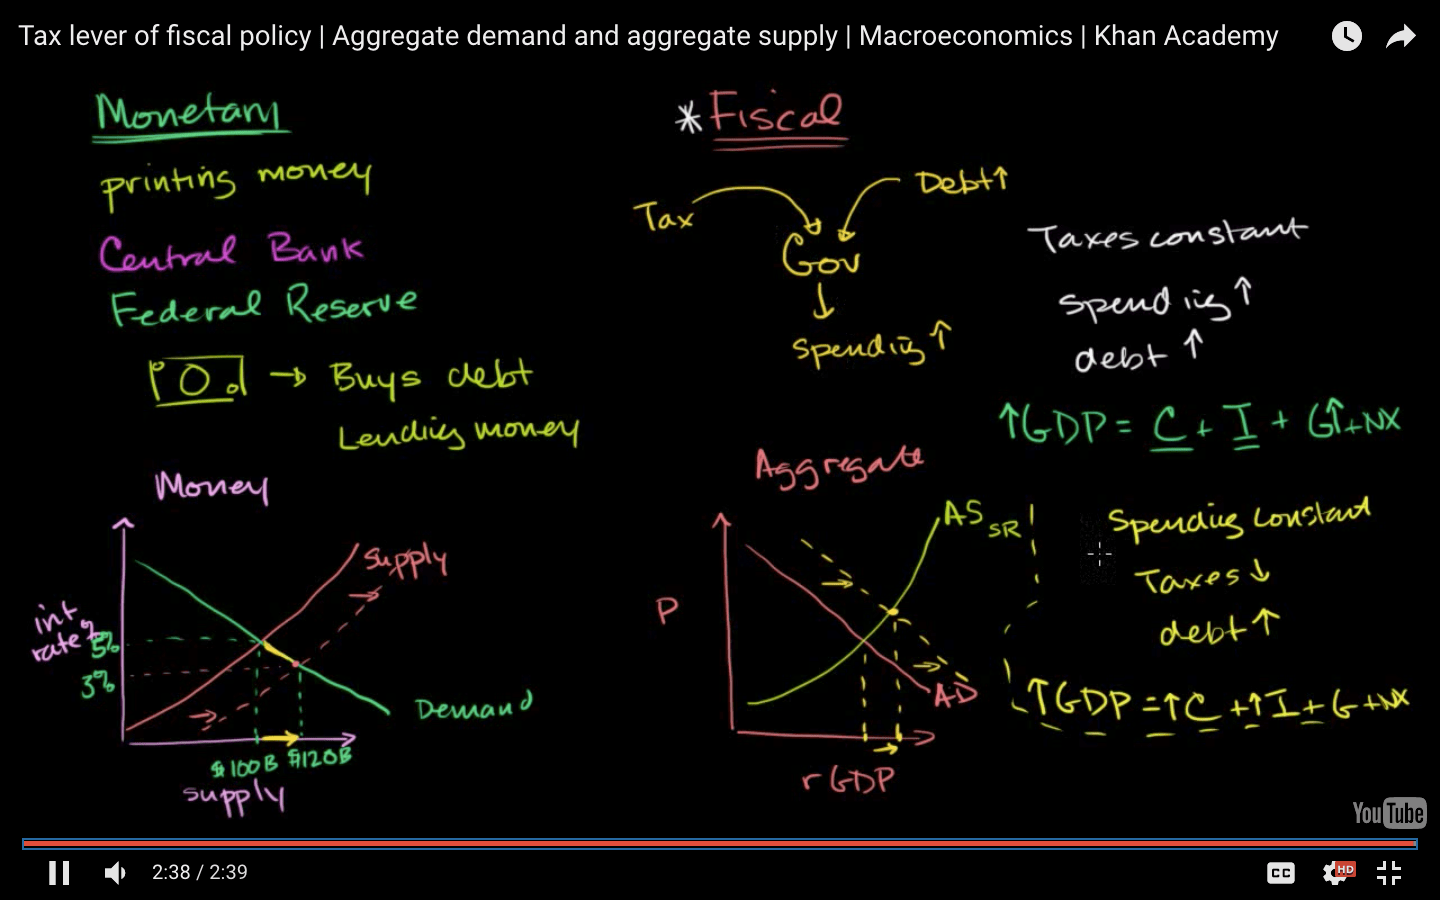 Tax lever of fiscal policy | Aggregate demand and aggregate supply | Macroeconomics | Khan Academy
Monetary
printing money
Central Bank
Federal Reserve
→ Buys debt
Lending money
Money
int rate
5%
3%
supply
Demand
$100B $120B
supply
*Fiscal
Tax
Debt↑
Gov
↓
Spending↑
Aggregate
P
AS SR
AD
rGDP
Taxes constant
Spending↑
debt↑
↑GDP = C + I + G↑+NX
Spending constant
Taxes↓
debt↑
↑GDP =↑C +↑I + G +NX
YouTube
2:38 / 2:39
CC
HD